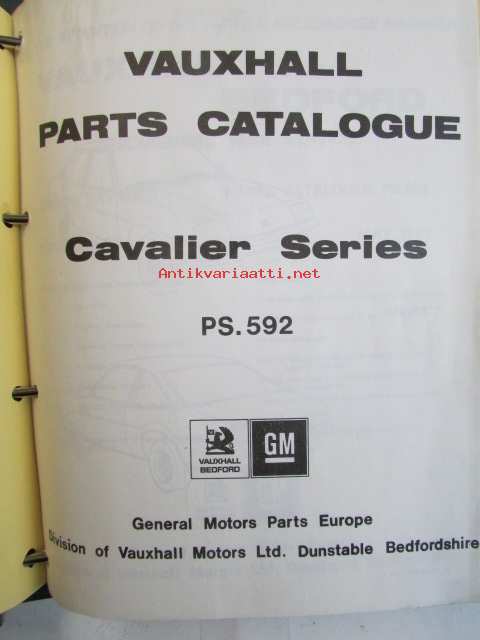 VAUXHALL
PARTS CATALOGUE
Cavalier Series
Antikvariaatti.net
PS.592
VAUXHALL
BEDFORD
GM
General Motors Parts Europe
Division of Vauxhall Motors Ltd. Dunstable Bedfordshire